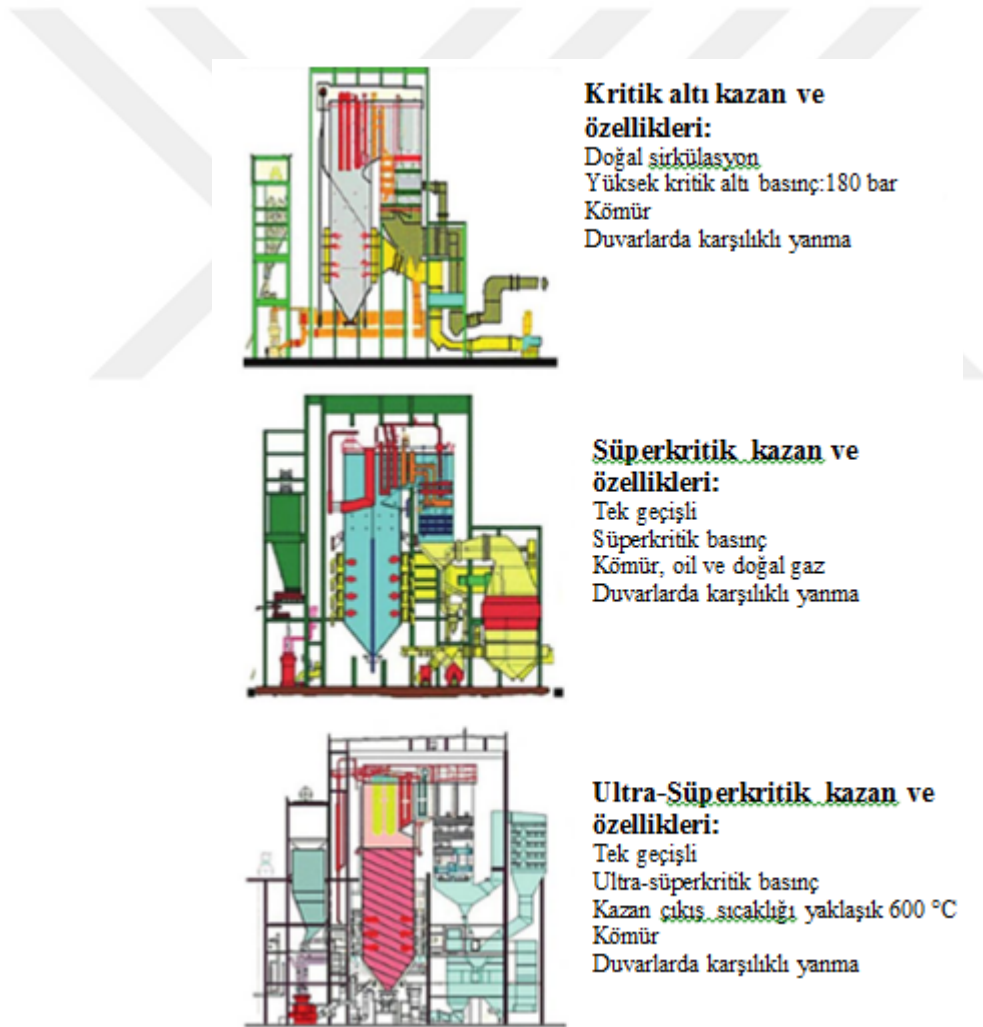 Kritik altı kazan ve
özellikleri:
Doğal sirkülasyon
Yüksek kritik altı basınç:180 bar
Kömür
Duvarlarda karşılıklı yanma
Süperkritik kazan ve
özellikleri:
Tek geçişli
Süperkritik basınç
Kömür, oil ve doğal gaz
Duvarlarda karşılıklı yanma
Ultra-Süperkritik kazan ve
özellikleri:
Tek geçişli
Ultra-süperkritik basınç
Kazan çıkış sıcaklığı yaklaşık 600 °C
Kömür
Duvarlarda karşılıklı yanma